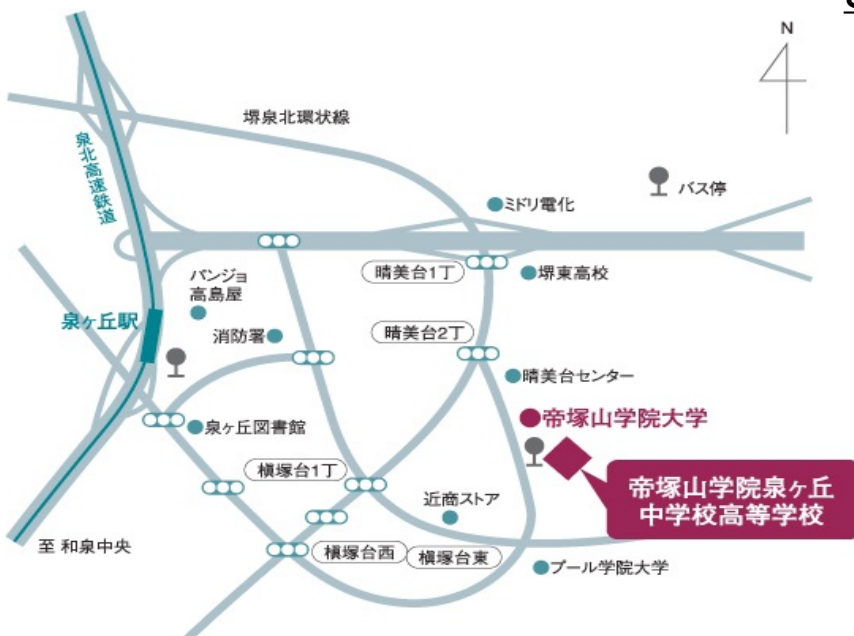 N
堺泉北環状線
泉北高速鉄道
バス停
ミドリ電化
晴美台1丁
堺東高校
パンジョ
高島屋
泉ヶ丘駅
消防署
晴美台2丁
晴美台センター
帝塚山学院大学
泉ヶ丘図書館
槇塚台1丁
帝塚山学院泉ヶ丘
中学校高等学校
近商ストア
至 和泉中央
槇塚台西
槇塚台東
プール学院大学